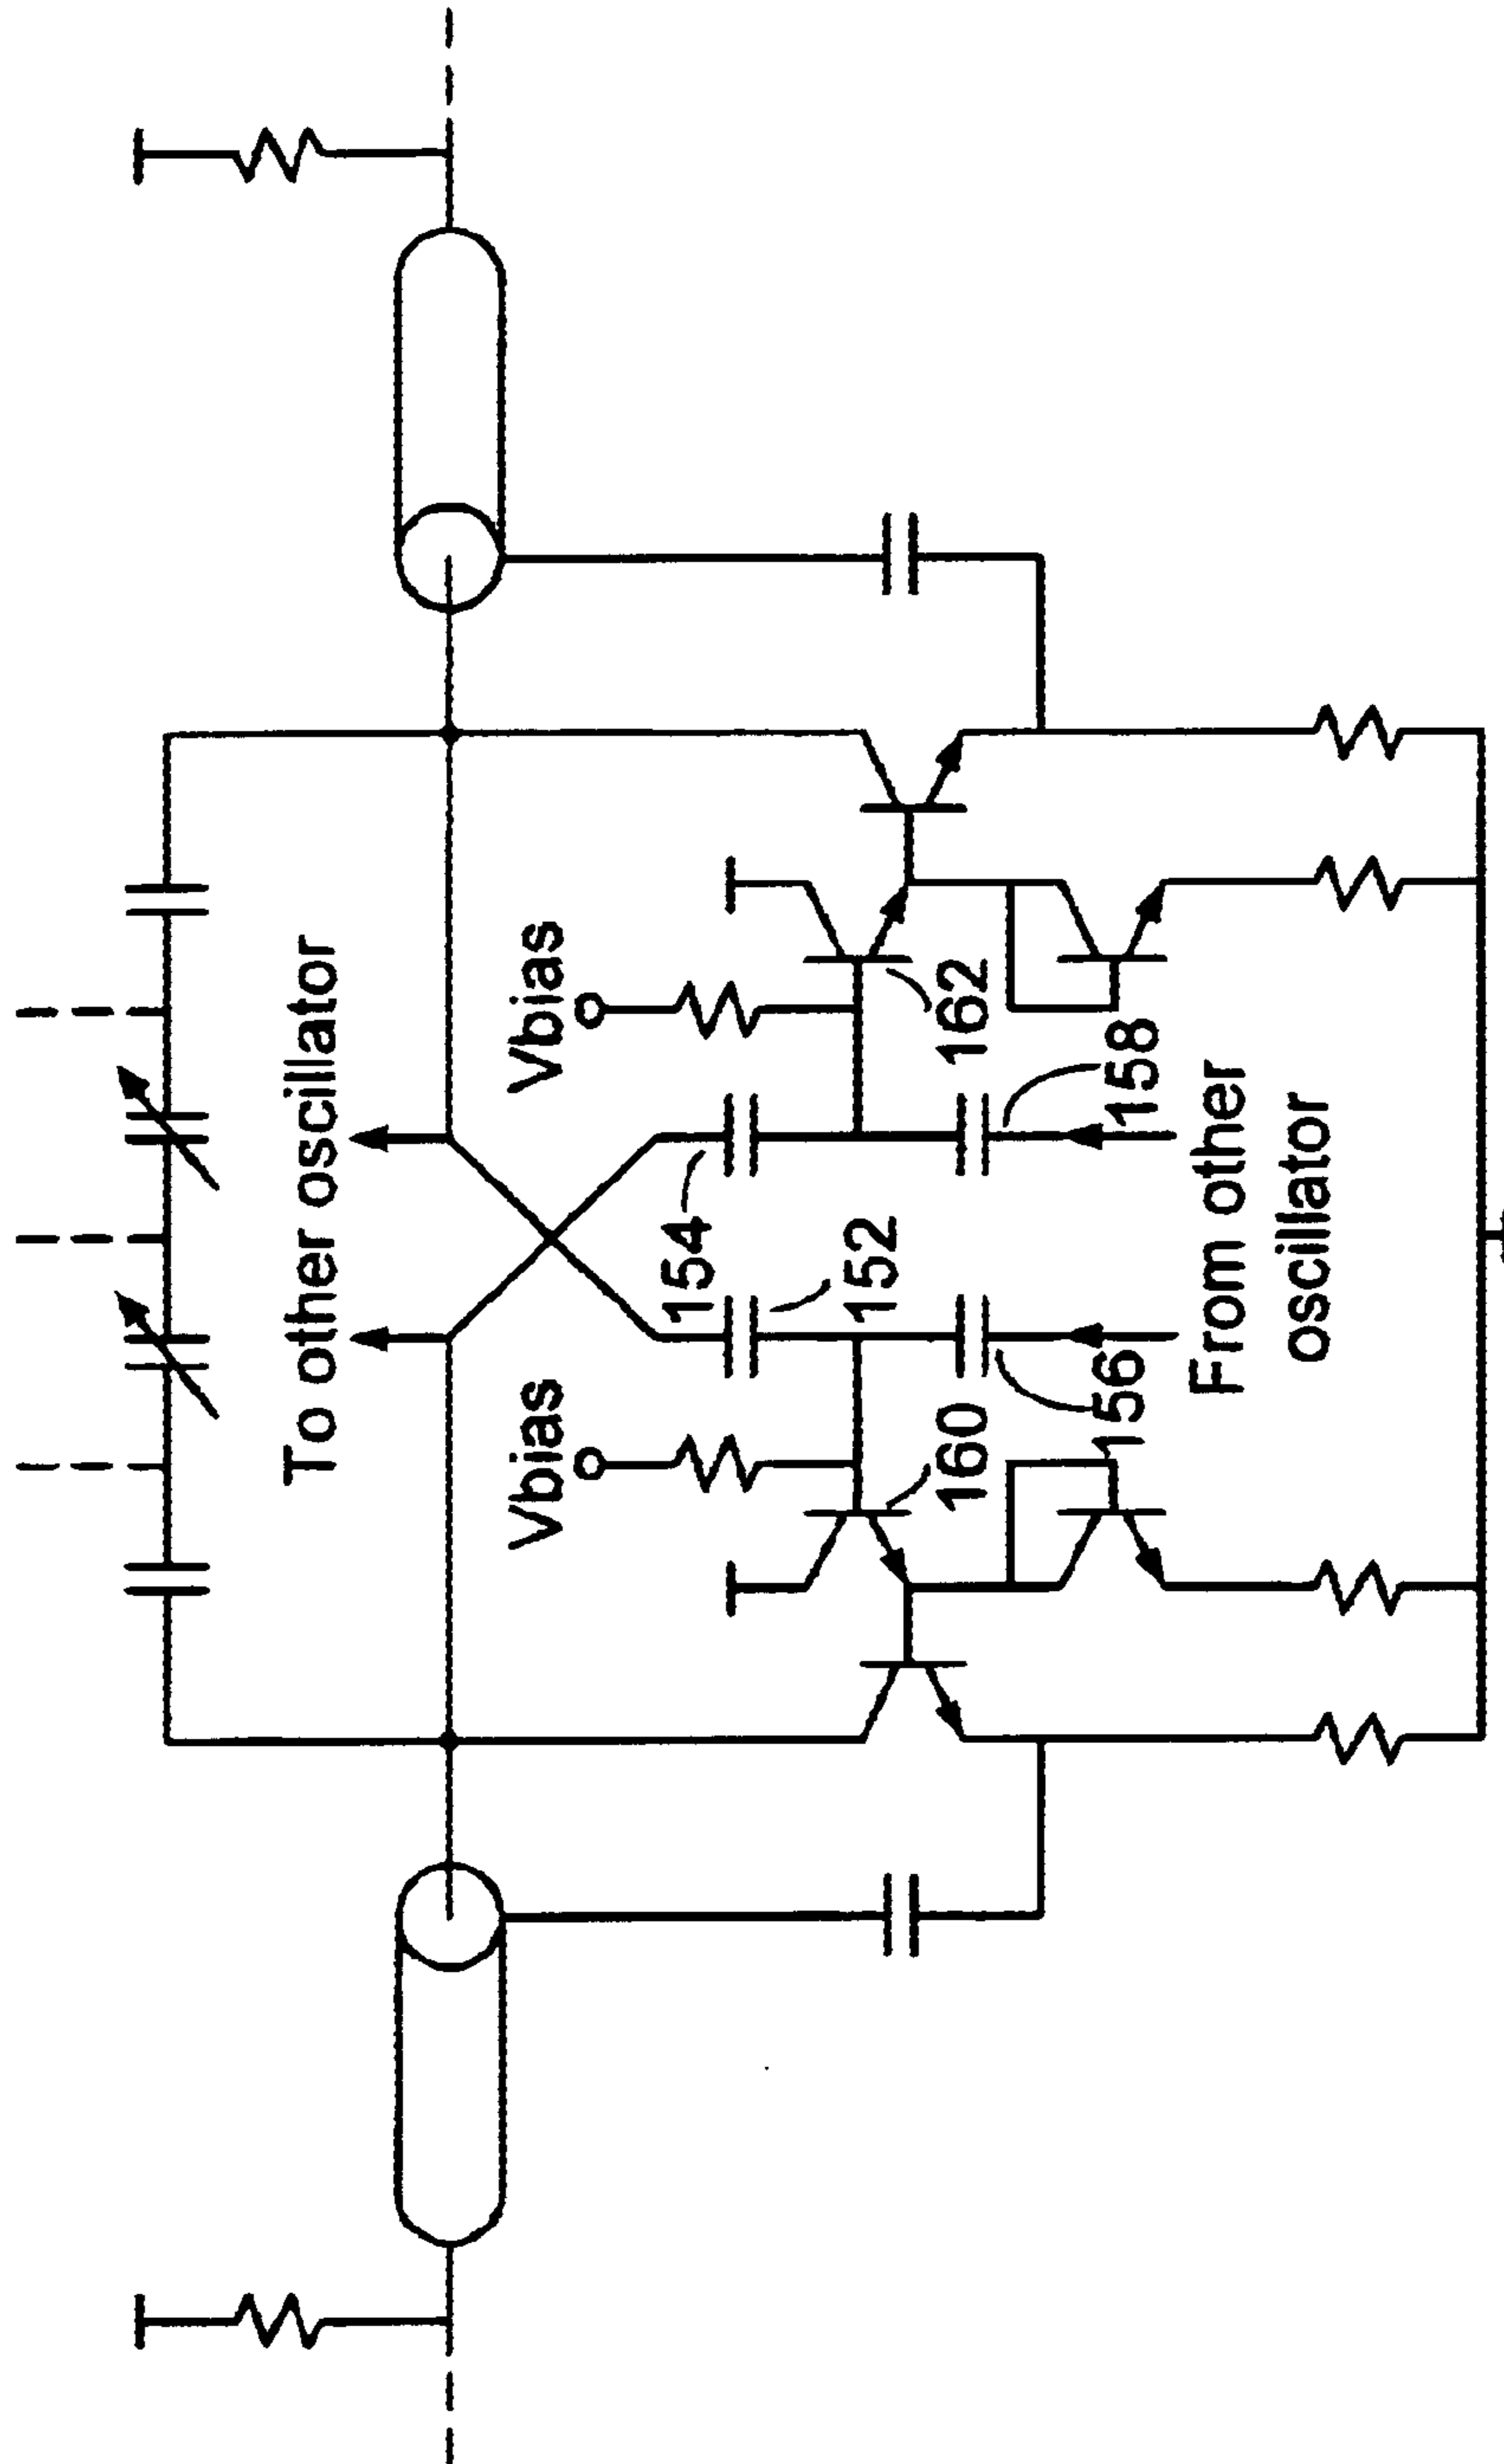 To other oscillator
Vbias
Vbias
154
152
160
162
156
158
From other
oscillator